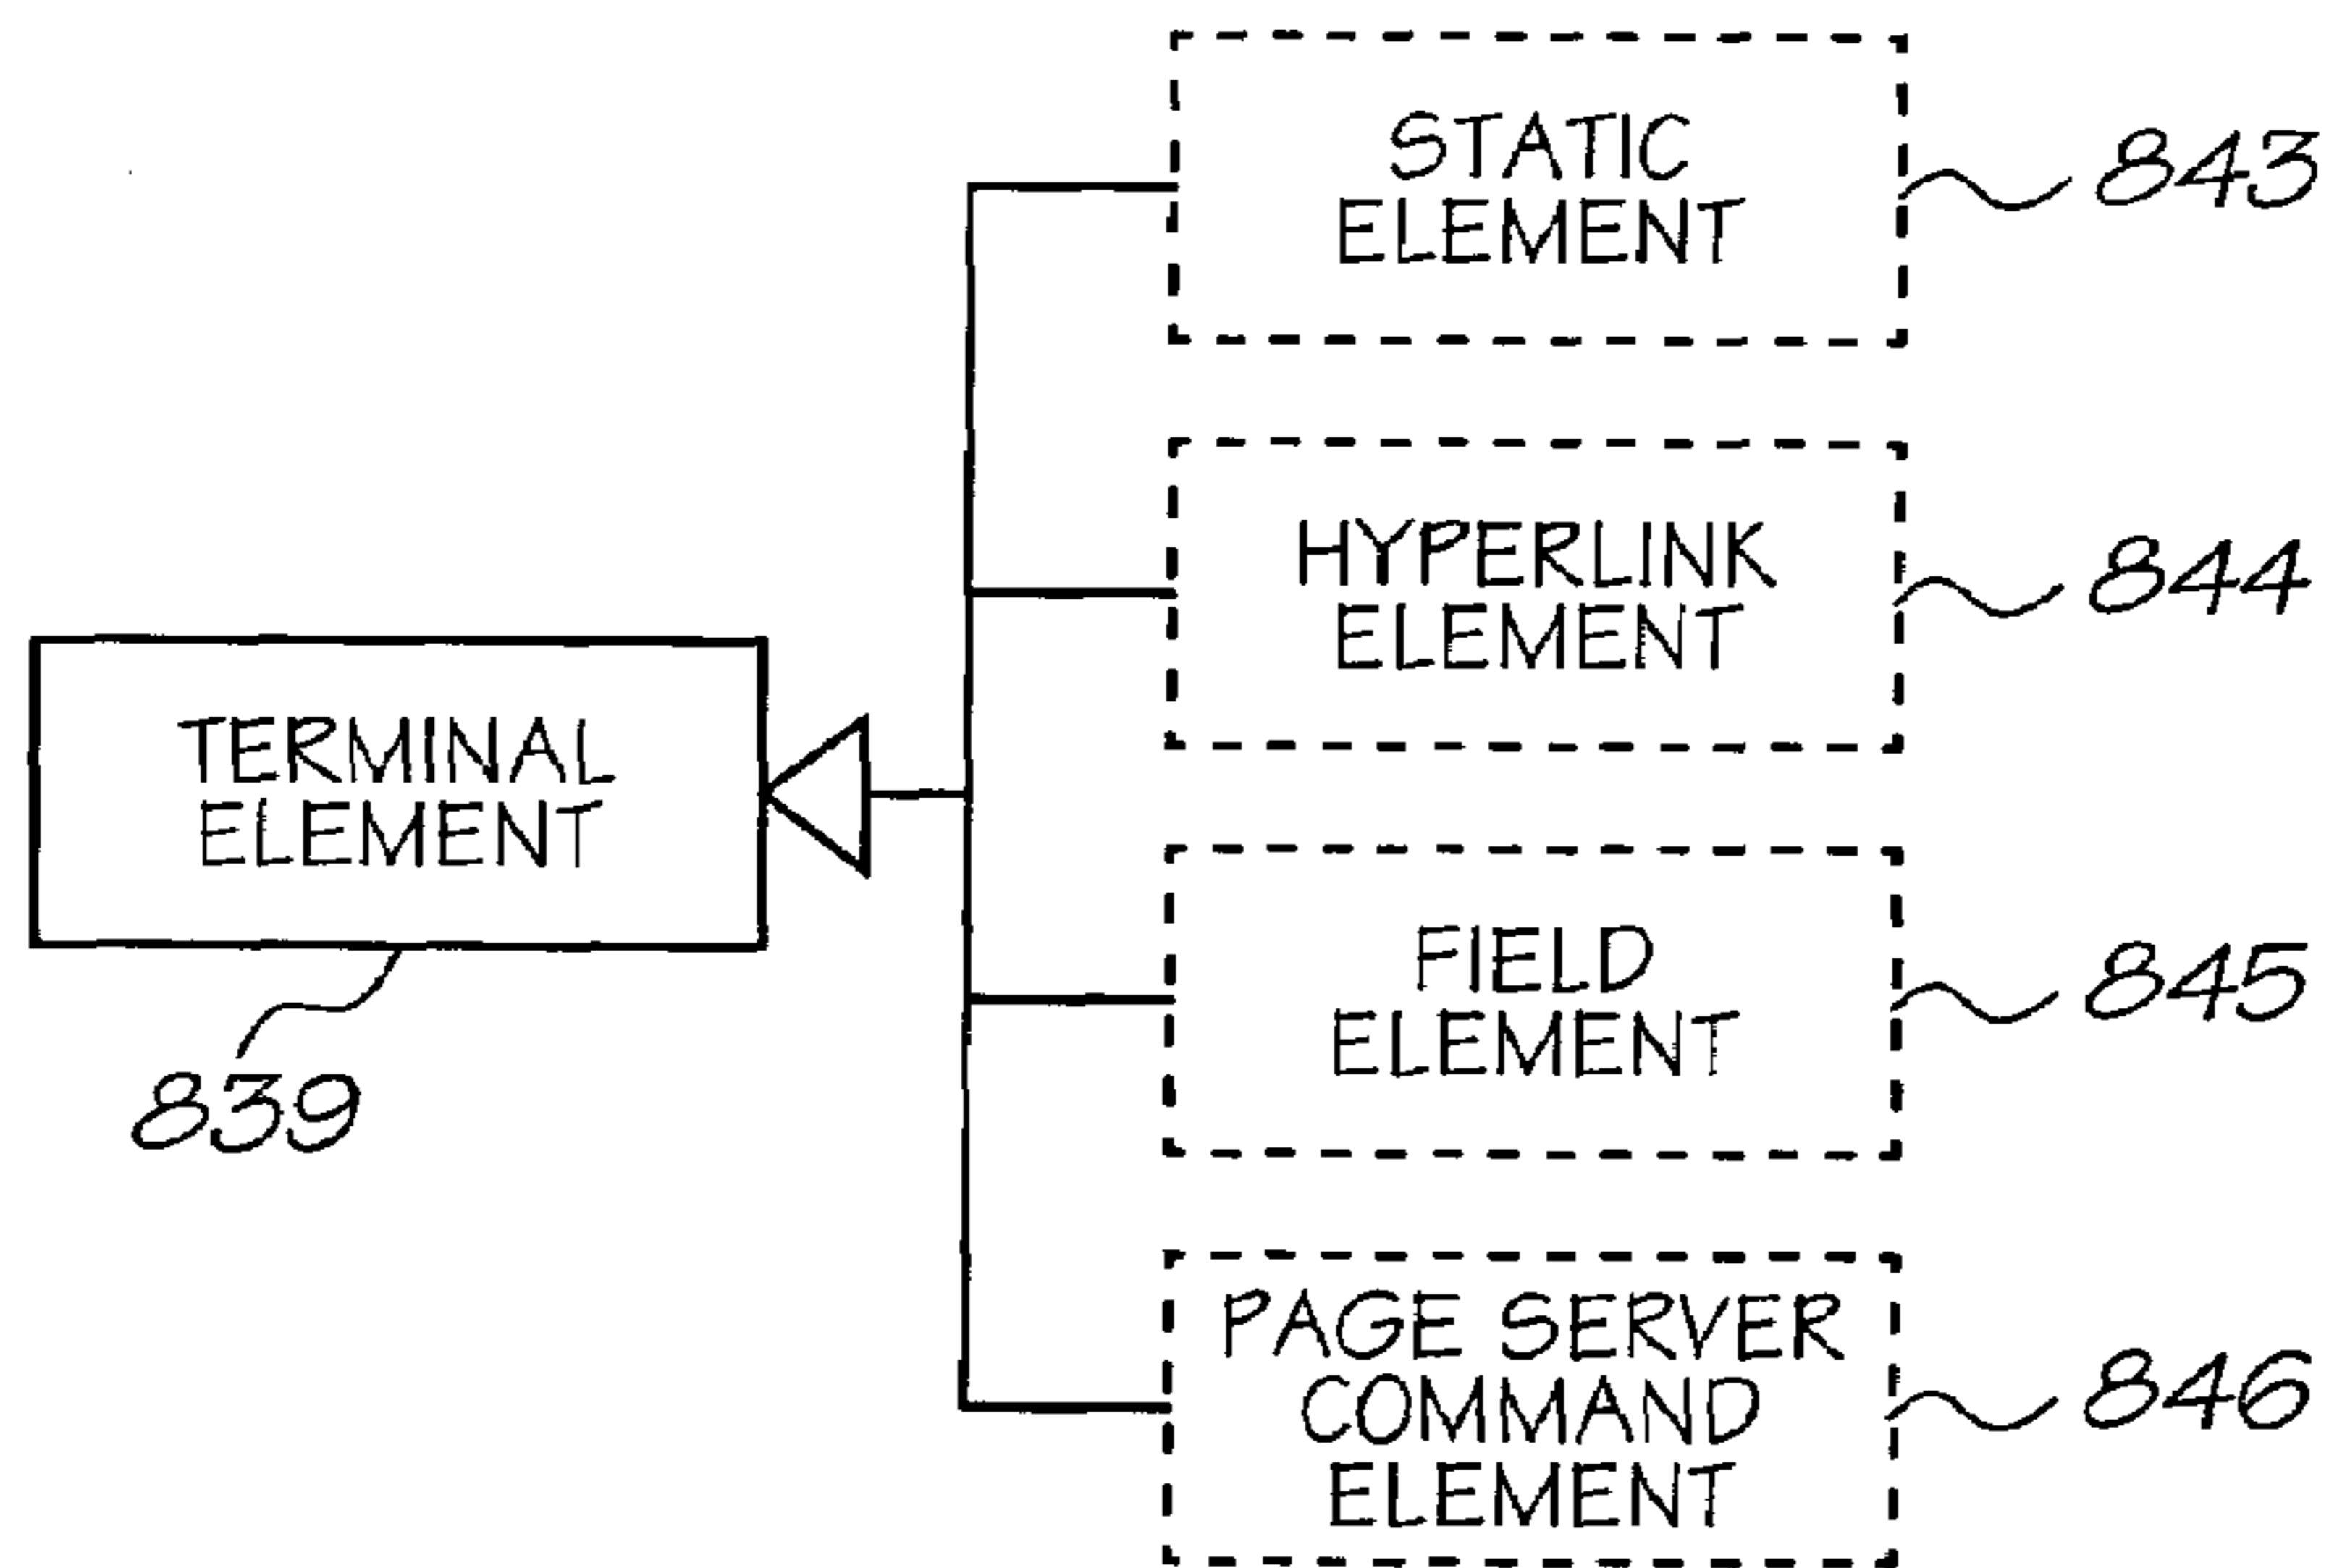 STATIC
ELEMENT
843
HYPERLINK
ELEMENT
844
TERMINAL
ELEMENT
839
FIELD
ELEMENT
845
PAGE SERVER
COMMAND
ELEMENT
846